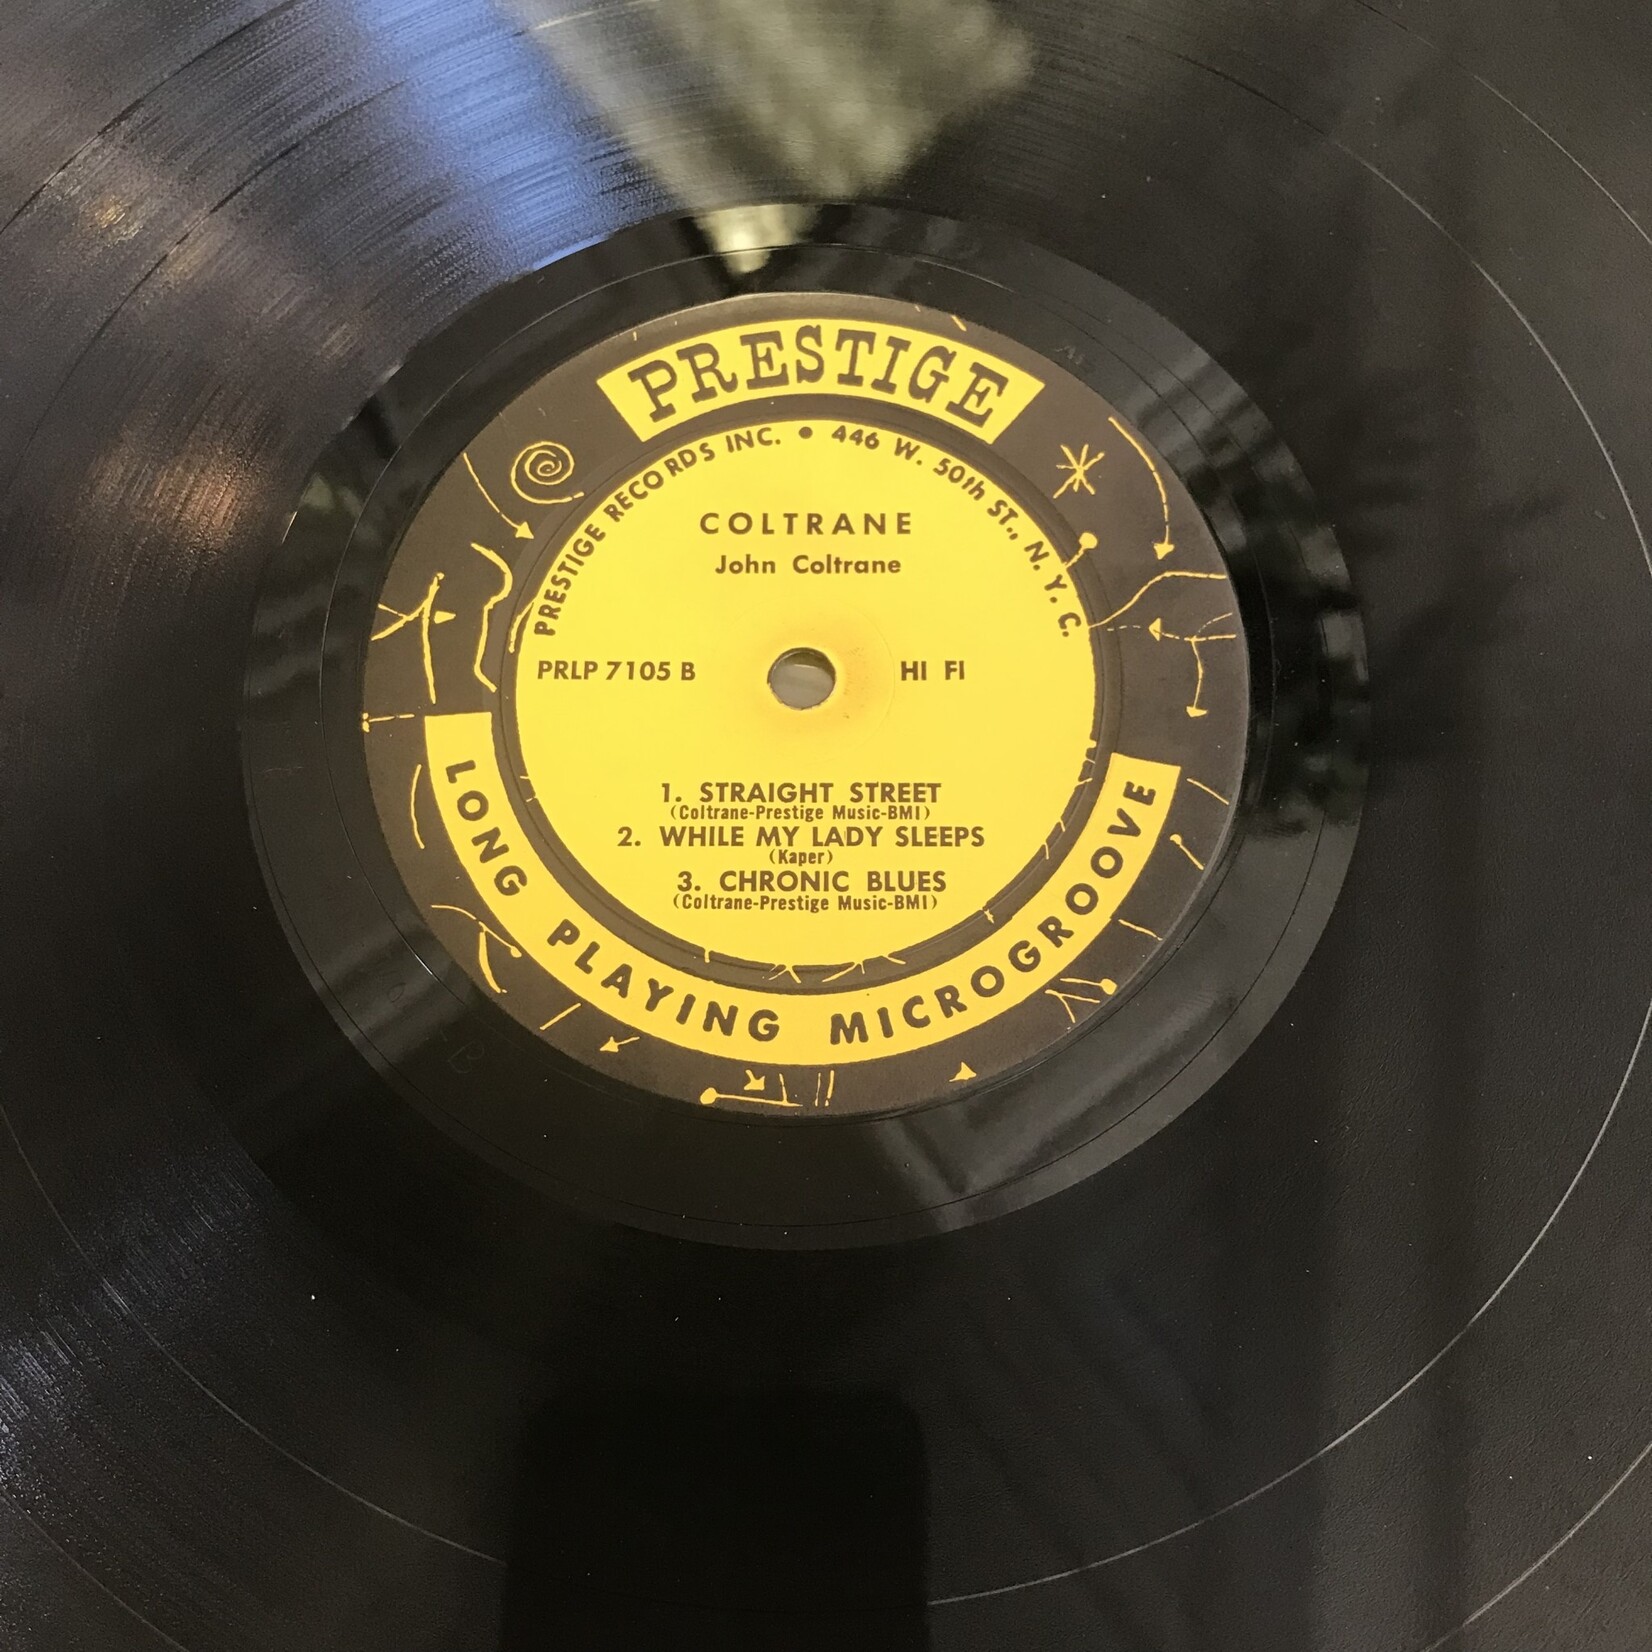 PRESTIGE
PRESTIGE RECORDS INC. • 446 W. 50th ST., N. Y. C.
COLTRANE
John Coltrane
PRLP 7105 B
HI FI
1. STRAIGHT STREET
(Coltrane-Prestige Music-BMI)
2. WHILE MY LADY SLEEPS
(Kaper)
3. CHRONIC BLUES
(Coltrane-Prestige Music-BMI)
LONG PLAYING MICROGROOVE